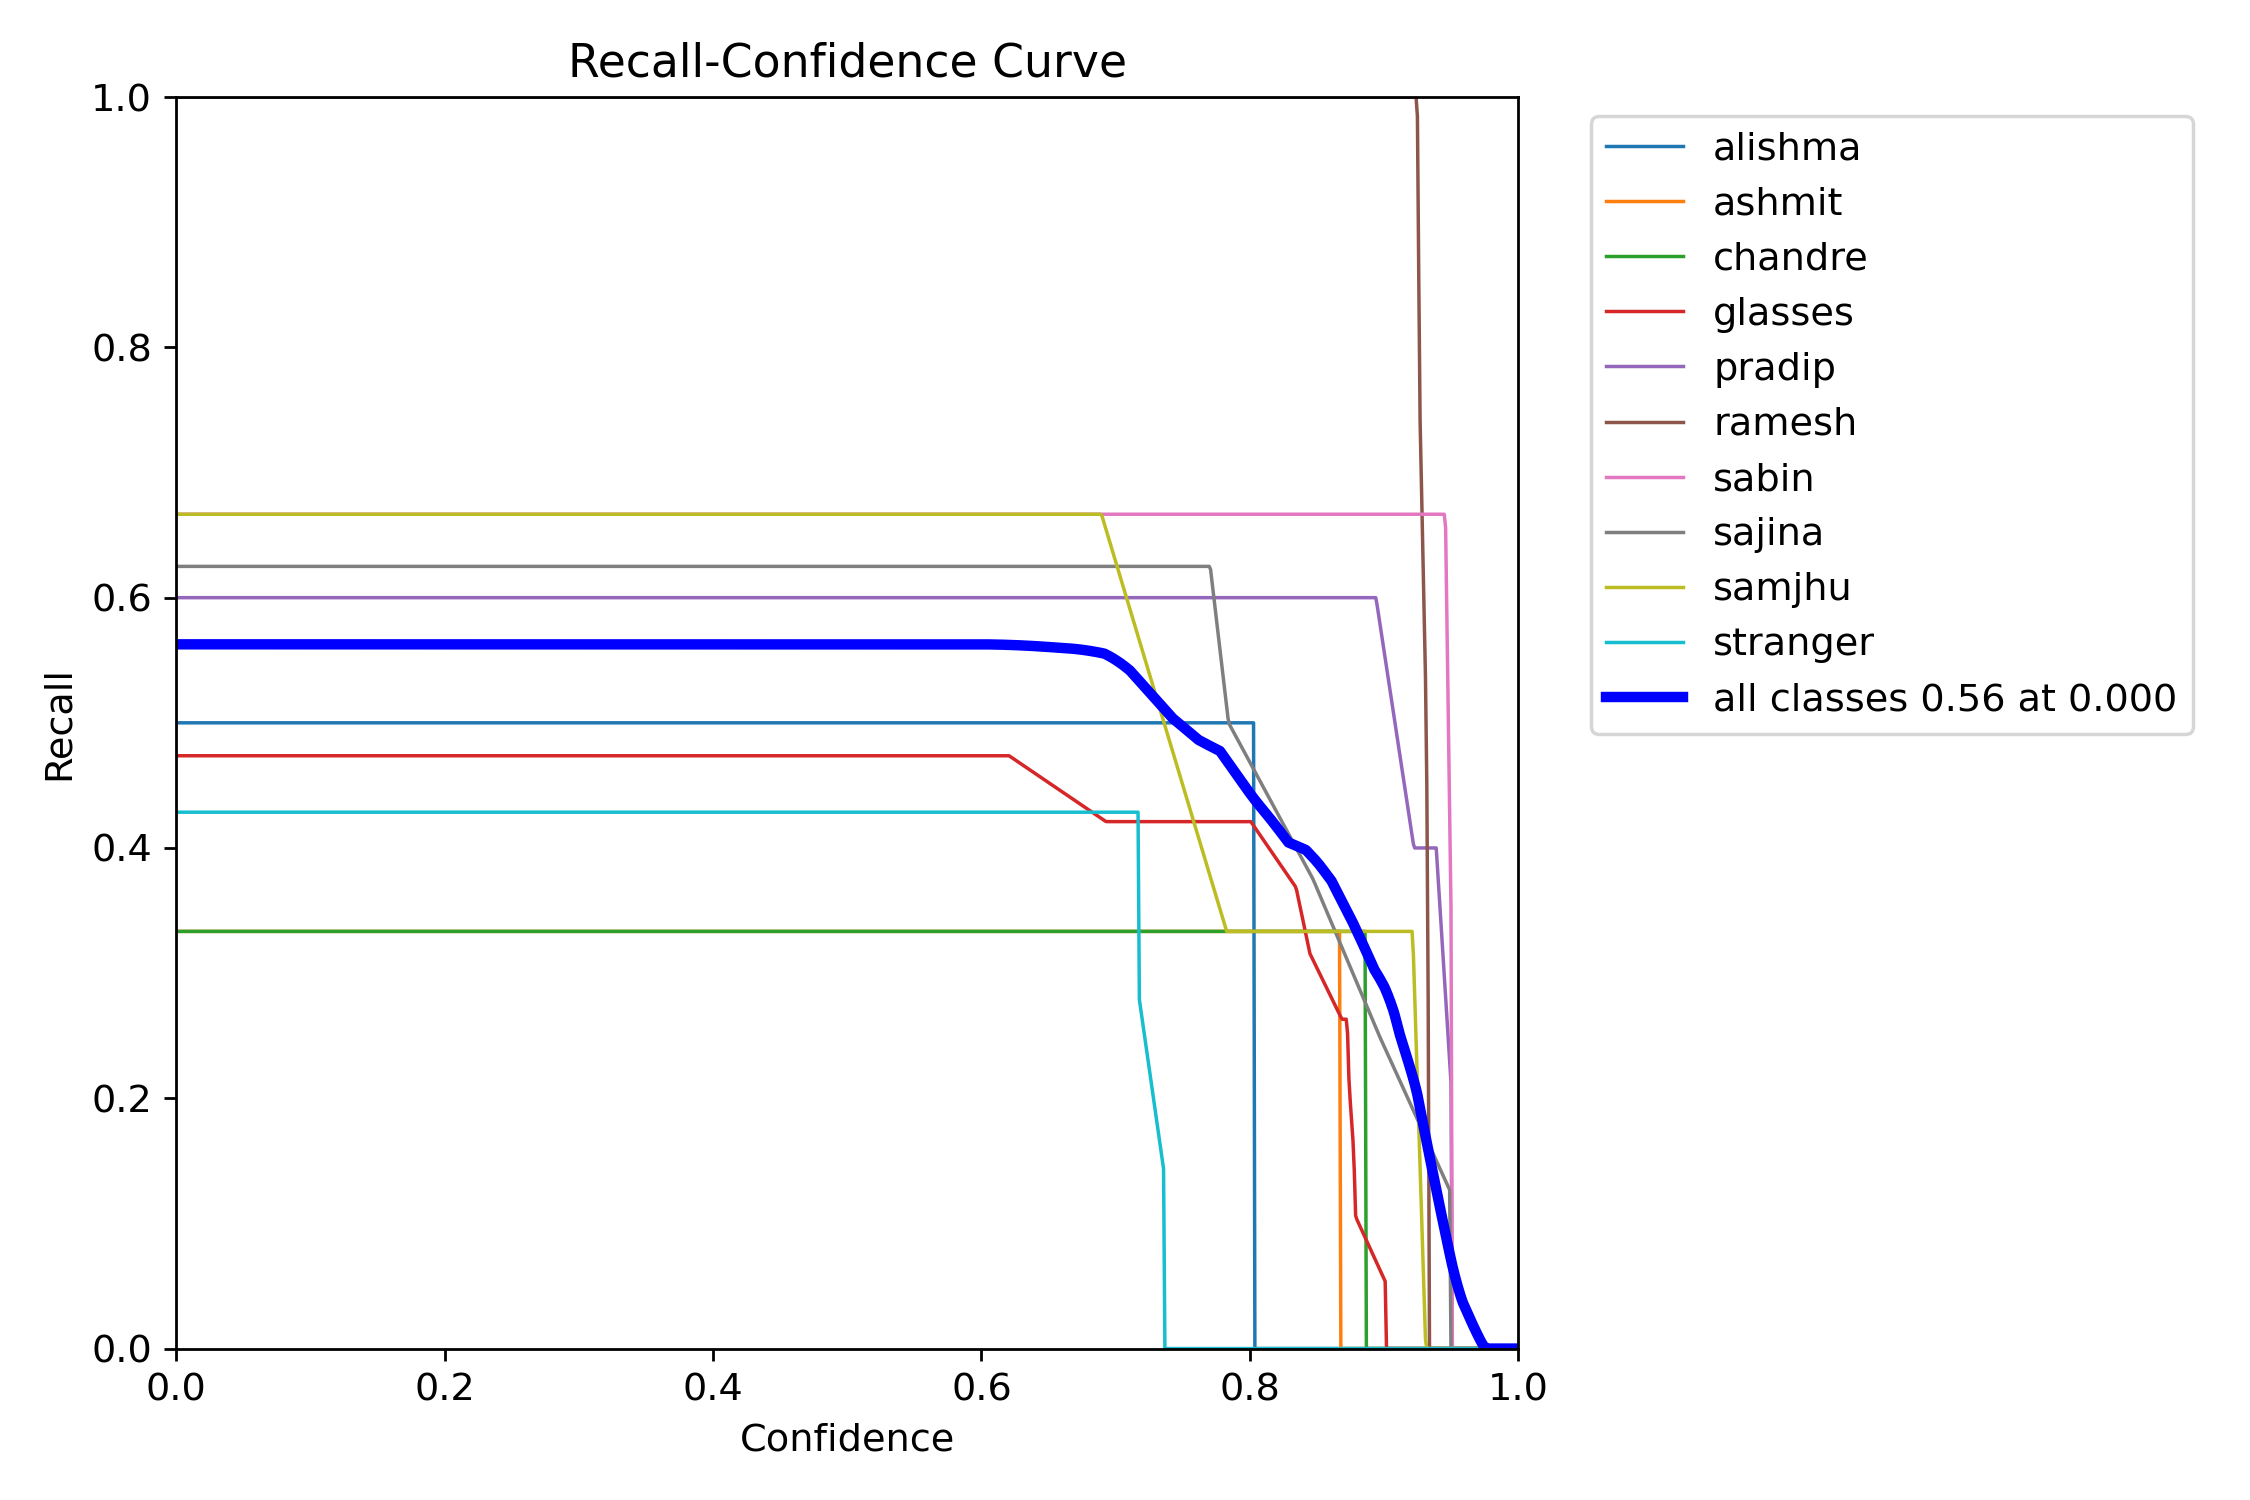 Recall-Confidence Curve
1.0
0.8
0.6
0.4
0.2
0.0
Recall
0.0 0.2 0.4 0.6 0.8 1.0
Confidence
alishma
ashmit
chandre
glasses
pradip
ramesh
sabin
sajina
samjhu
stranger
all classes 0.56 at 0.000